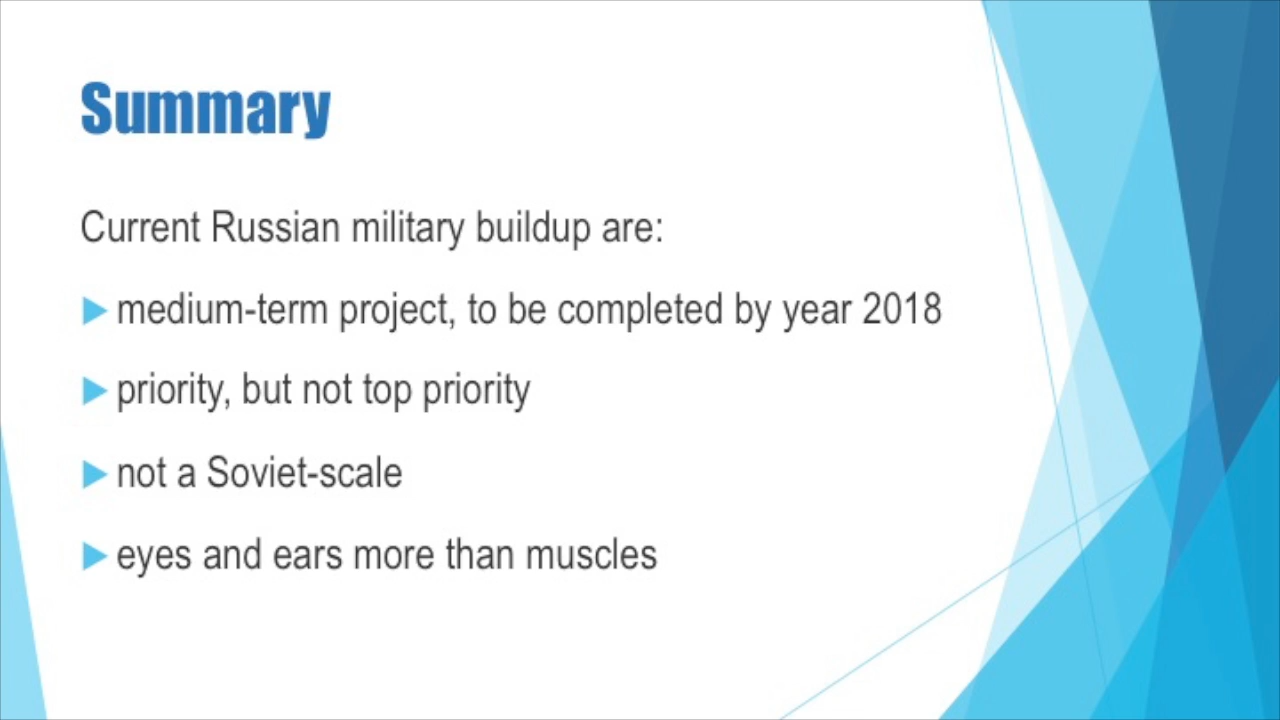 Summary
Current Russian military buildup are:
medium-term project, to be completed by year 2018
priority, but not top priority
not a Soviet-scale
eyes and ears more than muscles